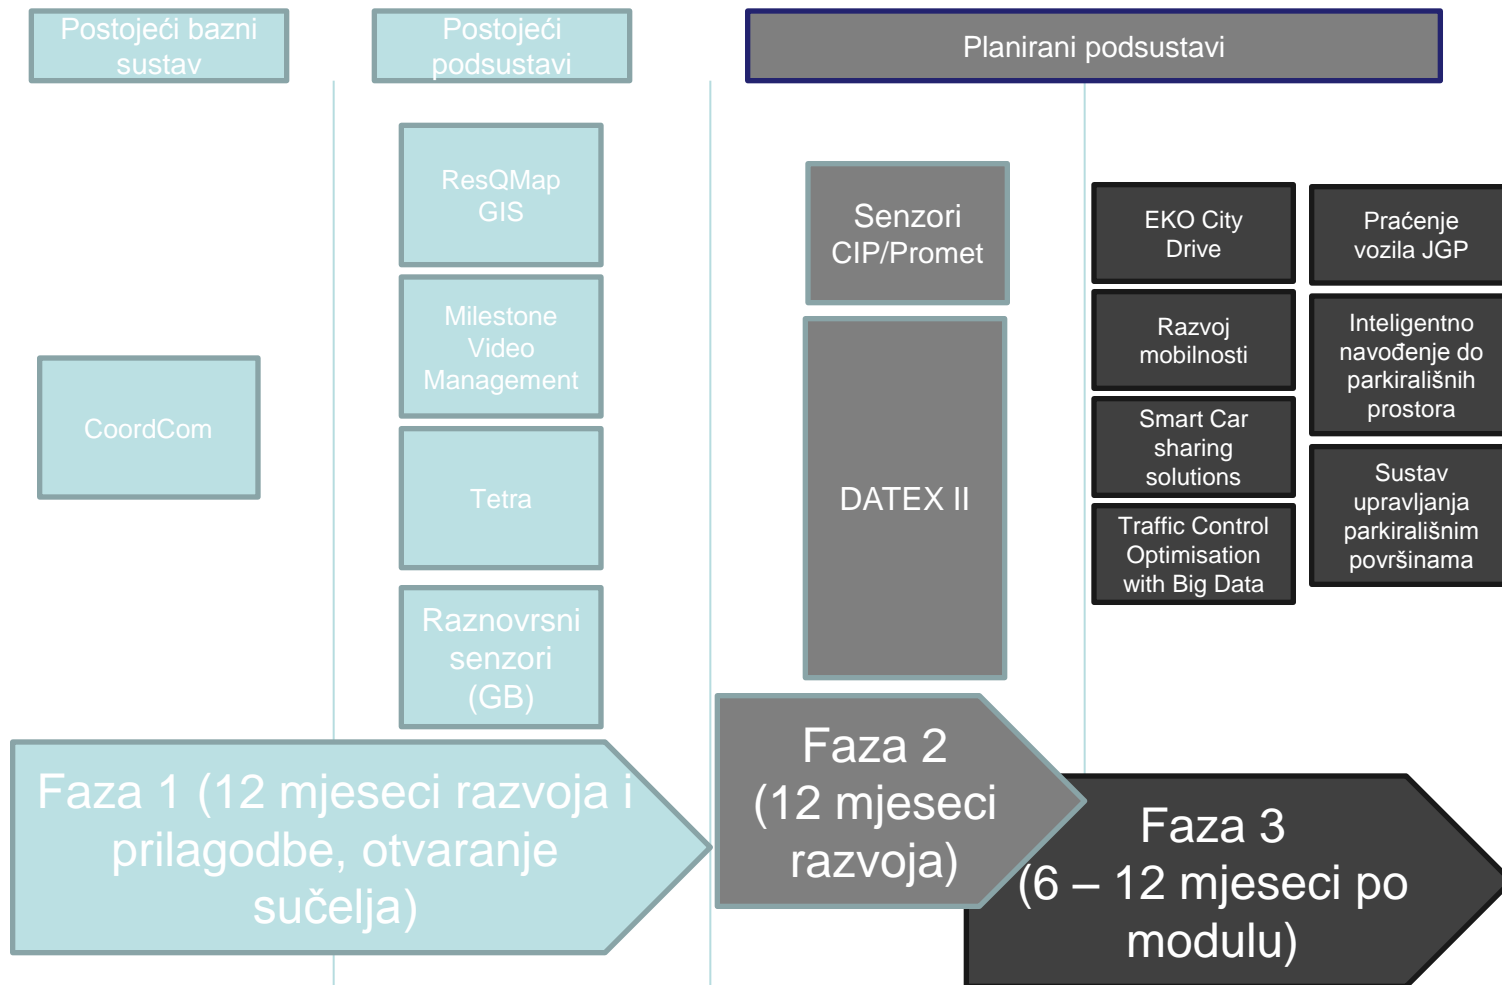 Postojeći bazni
sustav
Postojeći
podsustavi
Planirani podsustavi
CoordCom
ResQMap
GIS
Milestone
Video
Management
Tetra
Raznovrsni
senzori
(GB)
Senzori
CIP/Promet
DATEX II
EKO City
Drive
Razvoj
mobilnosti
Smart Car
sharing
solutions
Traffic Control
Optimisation
with Big Data
Praćenje
vozila JGP
Inteligentno
navođenje do
parkirališnih
prostora
Sustav
upravljanja
parkirališnim
površinama
Faza 1 (12 mjeseci razvoja i
prilagodbe, otvaranje
sučelja)
Faza 2
(12 mjeseci
razvoja)
Faza 3
(6 – 12 mjeseci po
modulu)